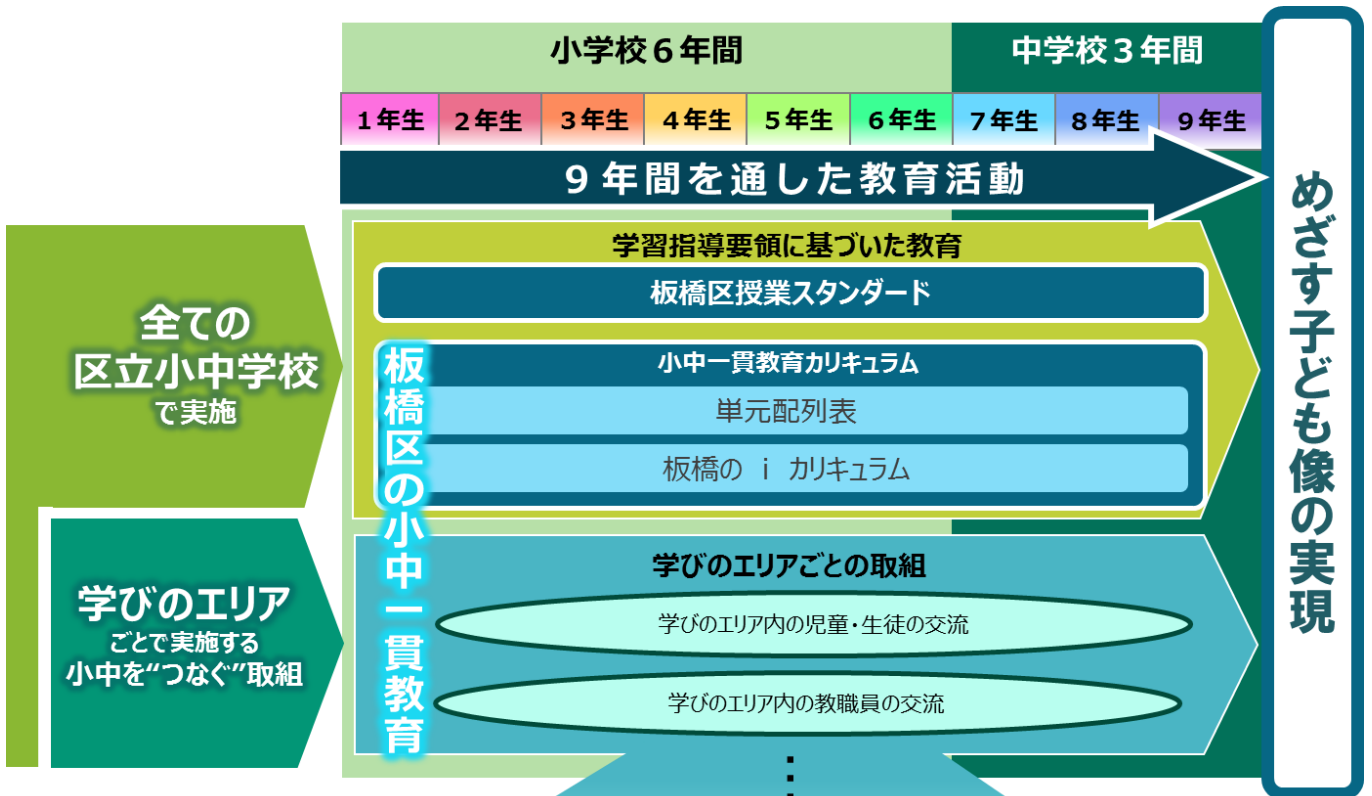 小学校６年間
中学校３年間
１年生
２年生
３年生
４年生
５年生
６年生
７年生
８年生
９年生
９年間を通した教育活動
めざす子ども像の実現
全ての
区立小中学校
で実施
学習指導要領に基づいた教育
板橋区授業スタンダード
板橋区の小中一貫教育
小中一貫教育カリキュラム
単元配列表
板橋の ｉ カリキュラム
学びのエリア
ごとで実施する
小中を“つなぐ”取組
学びのエリアごとの取組
学びのエリア内の児童・生徒の交流
学びのエリア内の教職員の交流